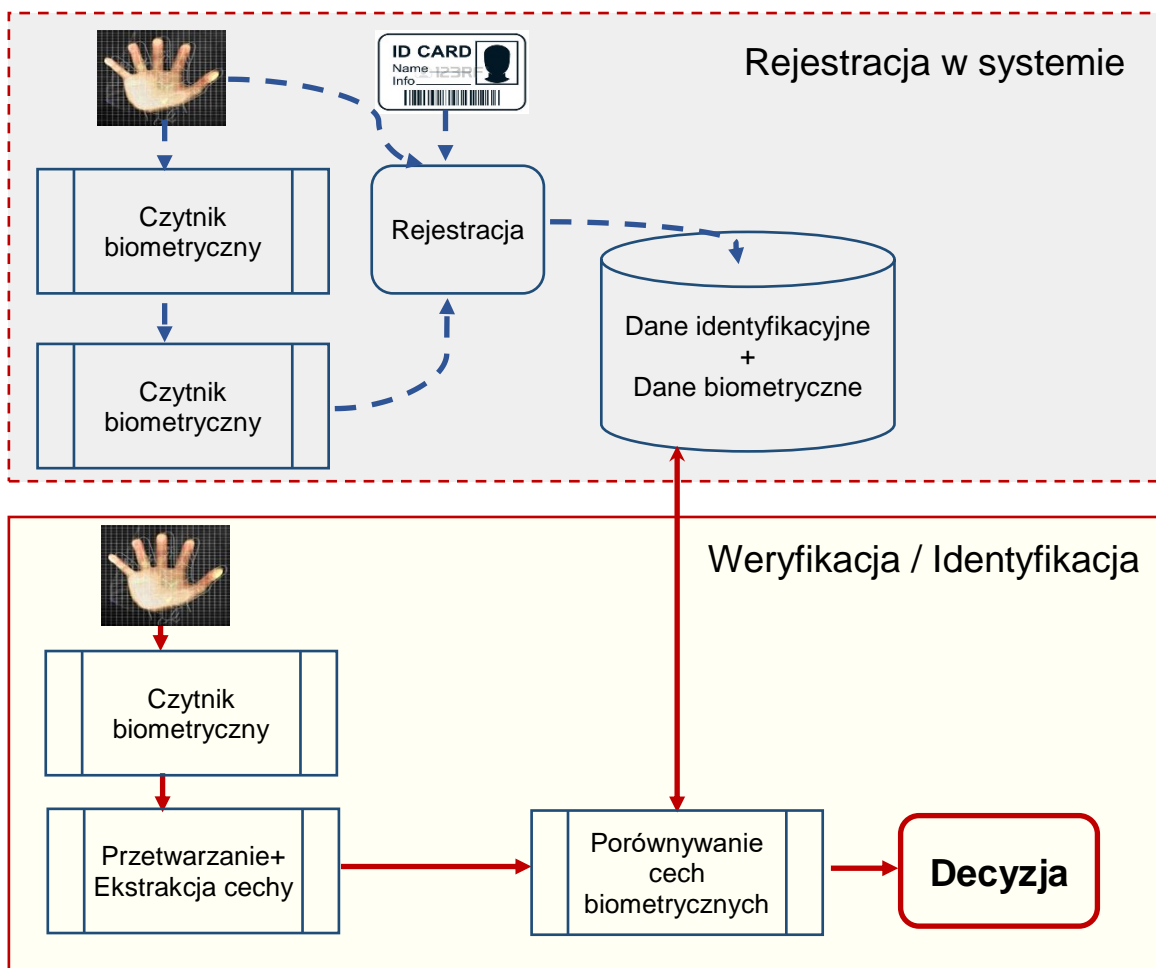 Rejestracja w systemie
ID CARD
Name
Info
Czytnik
biometryczny
Rejestracja
Dane identyfikacyjne
+
Dane biometryczne
Czytnik
biometryczny
Weryfikacja / Identyfikacja
Czytnik
biometryczny
Przetwarzanie+
Ekstrakcja cechy
Porównywanie
cech
biometrycznych
Decyzja